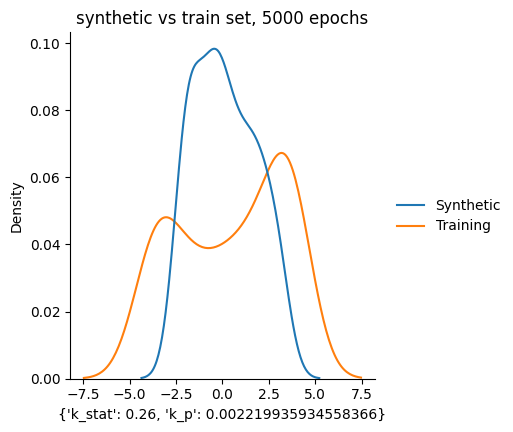 synthetic vs train set, 5000 epochs
0.10
0.08
0.06
0.04
0.02
0.00
Density
−7.5 −5.0 −2.5 0.0 2.5 5.0 7.5
{'k_stat': 0.26, 'k_p': 0.002219935934558366}
Synthetic
Training